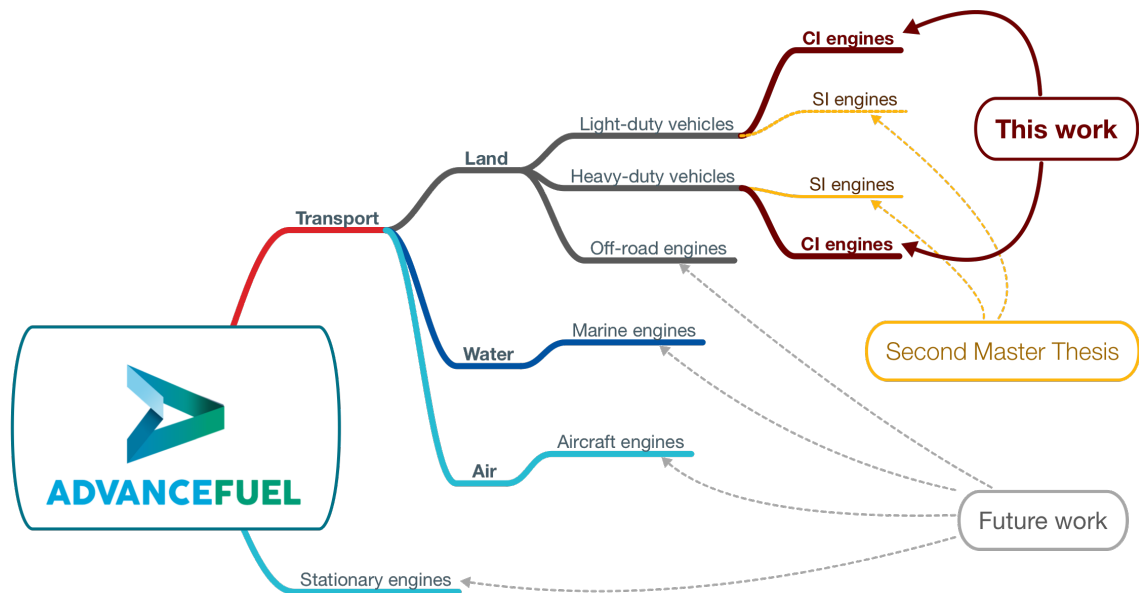 CI engines
SI engines
This work
Light-duty vehicles
Land
Heavy-duty vehicles
SI engines
Transport
CI engines
Off-road engines
Marine engines
Water
Second Master Thesis
Aircraft engines
Air
ADVANCEFUEL
Future work
Stationary engines